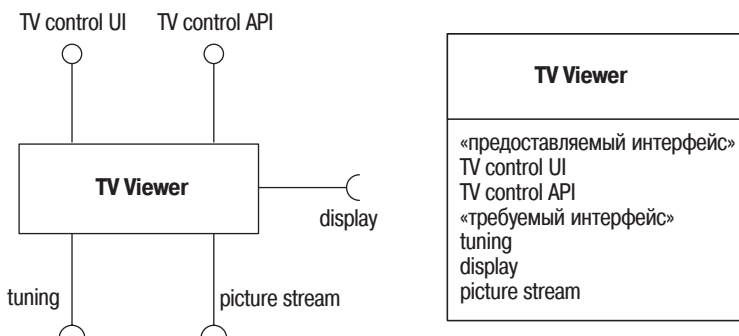 TV control UI
TV control API
TV Viewer
display
tuning
picture stream
TV Viewer
«предоставляемый интерфейс»
TV control UI
TV control API
«требуемый интерфейс»
tuning
display
picture stream